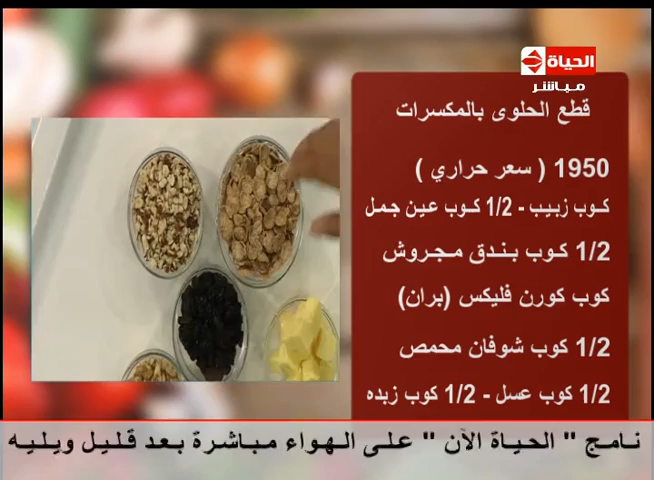 الحياة
مباشر
قطع الحلوى بالمكسرات
1950 ( سعر حراري )
كوب زبيب - 1/2 كوب عين جمل
1/2 كوب بندق مجروش
كوب كورن فليكس (بران)
1/2 كوب شوفان محمص
1/2 كوب عسل - 1/2 كوب زبده
نامج " الحياة الآن " على الهواء مباشرة بعد قليل ويليه